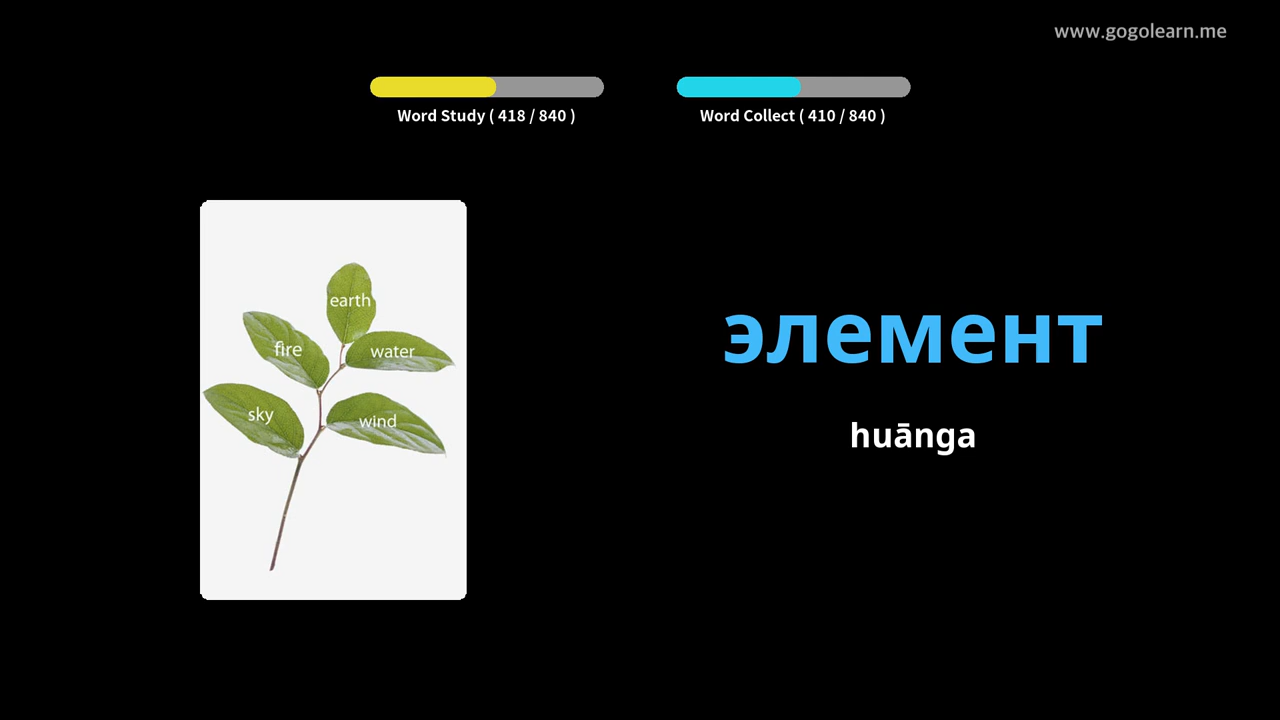 www.gogolearn.me
Word Study ( 418 / 840 )
Word Collect ( 410 / 840 )
earth
fire
water
sky
wind
элемент
huānga